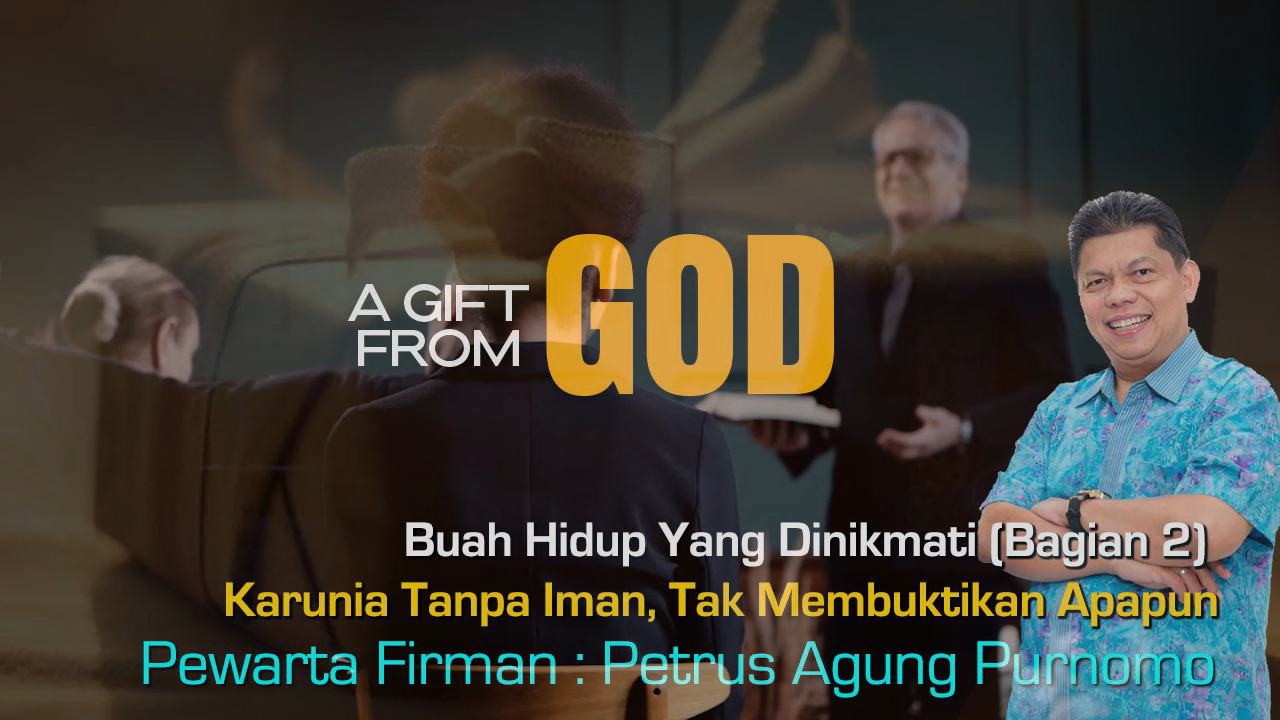 A GIFT
FROM GOD
Buah Hidup Yang Dinikmati (Bagian 2)
Karunia Tanpa Iman, Tak Membuktikan Apapun
Pewarta Firman : Petrus Agung Purnomo